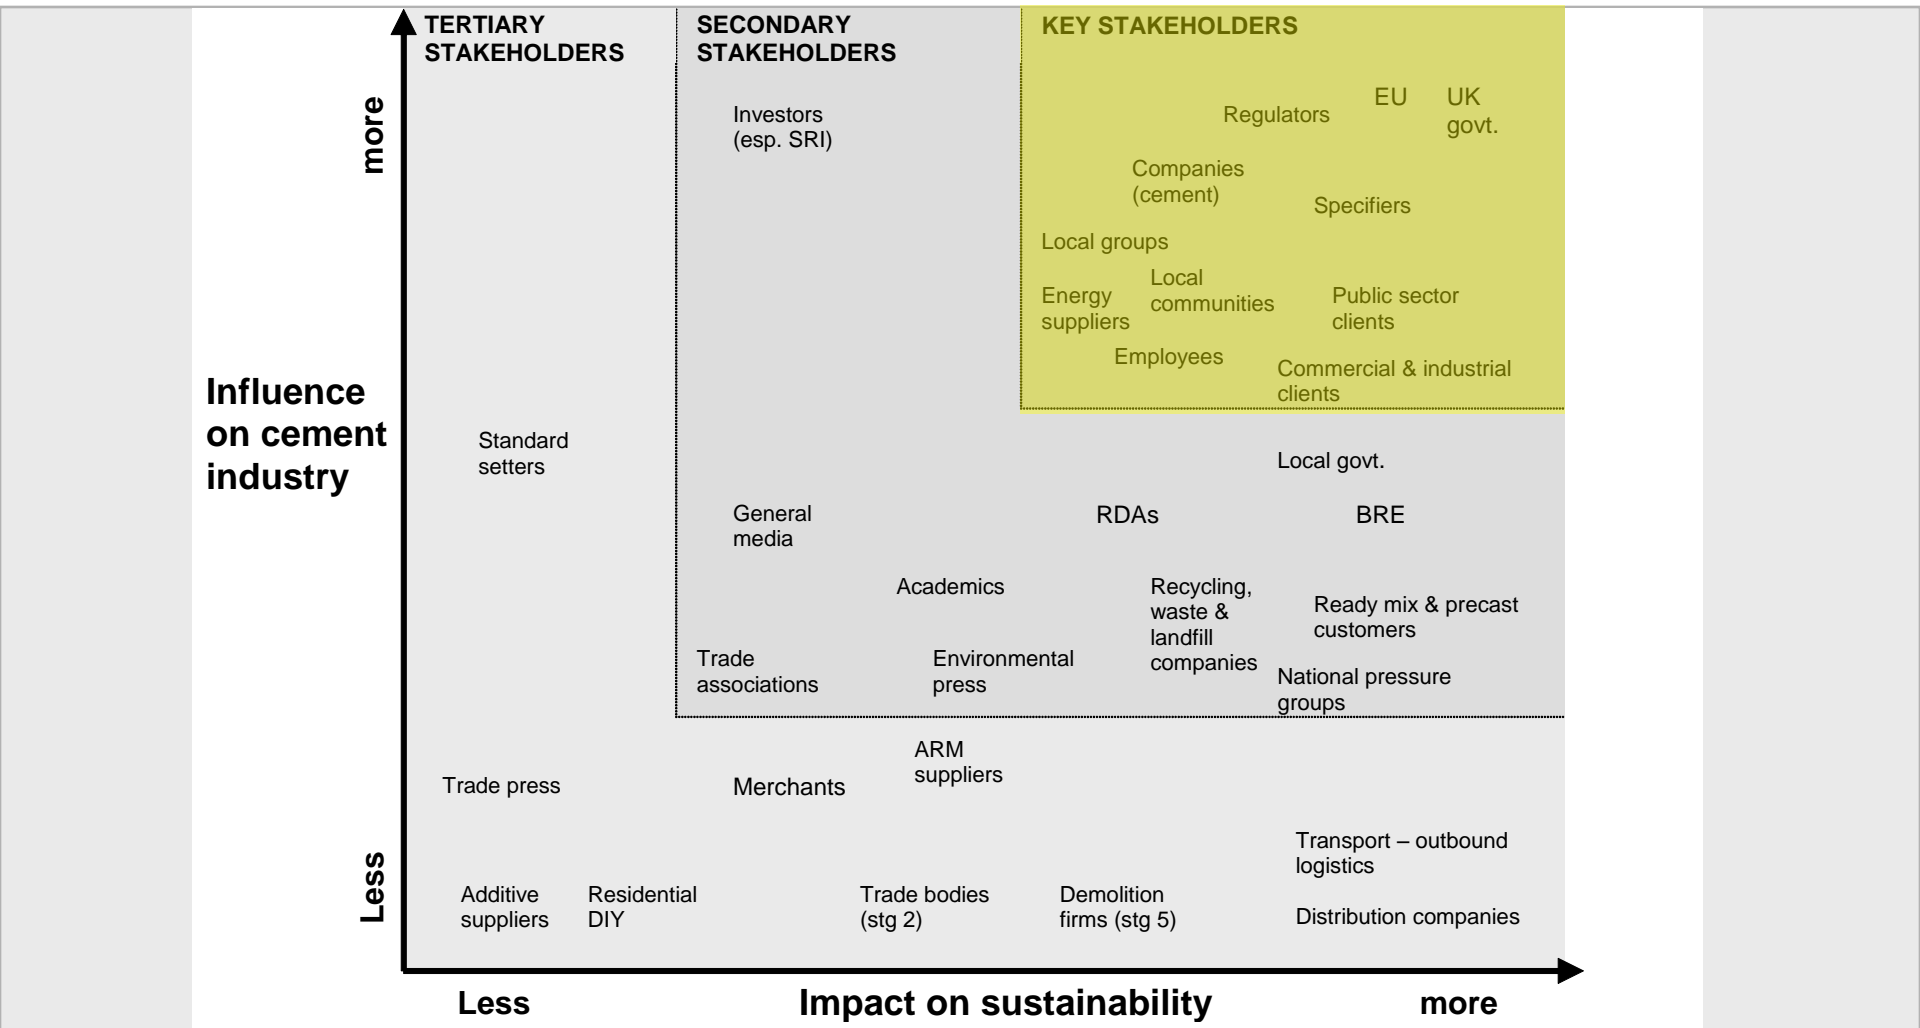 TERTIARY
STAKEHOLDERS
SECONDARY
STAKEHOLDERS
KEY STAKEHOLDERS
more
Investors
(esp. SRI)
Regulators
EU
UK
govt.
Companies
(cement)
Specifiers
Local groups
Local
communities
Energy
suppliers
Public sector
clients
Employees
Commercial & industrial
clients
Influence
on cement
industry
Standard
setters
Local govt.
General
media
RDAs
BRE
Academics
Recycling,
waste &
landfill
companies
Ready mix & precast
customers
Trade
associations
Environmental
press
National pressure
groups
ARM
suppliers
Trade press
Merchants
Transport – outbound
logistics
Less
Additive
suppliers
Residential
DIY
Trade bodies
(stg 2)
Demolition
firms (stg 5)
Distribution companies
Less
Impact on sustainability
more